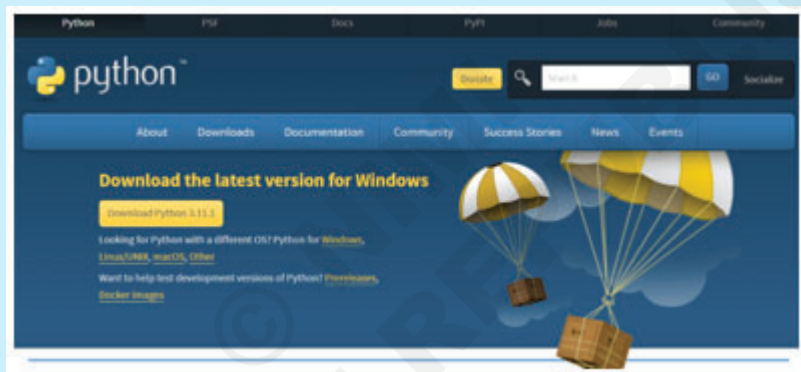 Python PSF Docs PyPI Jobs Community
python™
Donate Search GO Socialize
About Downloads Documentation Community Success Stories News Events
Download the latest version for Windows
Download Python 3.11.1
Looking for Python with a different OS? Python for Windows,
Linux/UNIX, macOS, Other
Want to help test development versions of Python? Prereleases,
Docker images